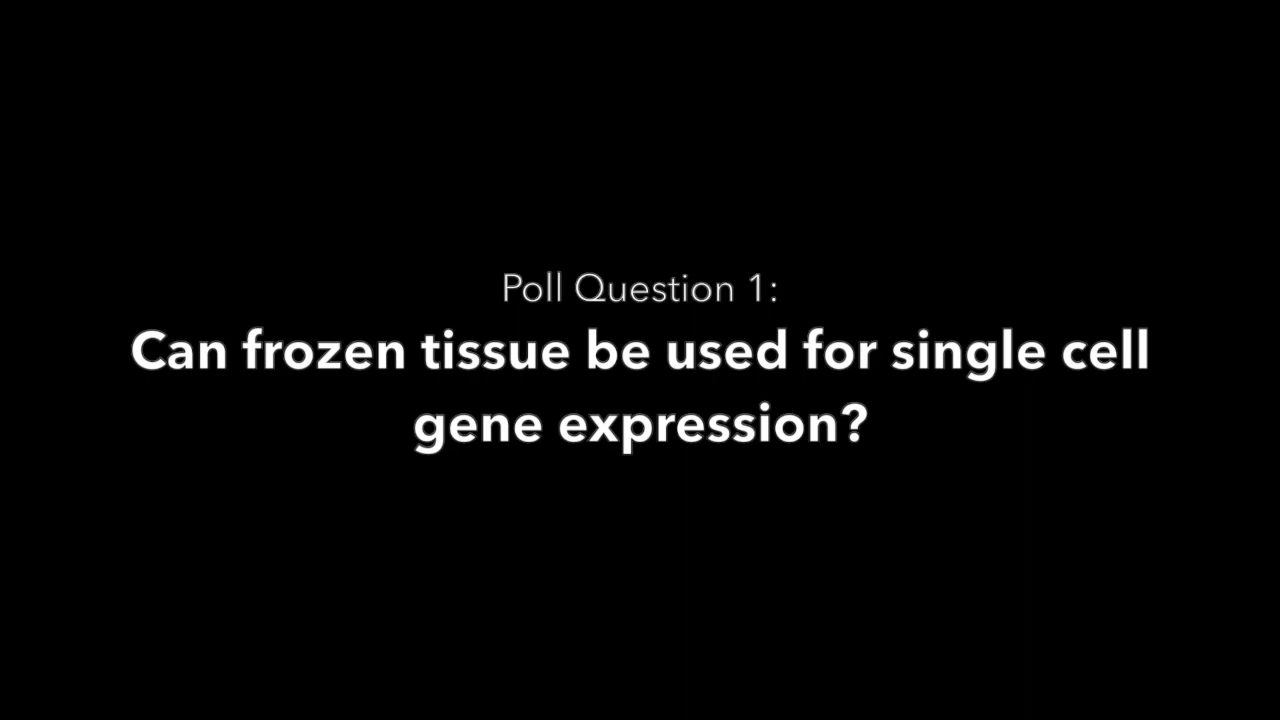 Poll Question 1:
Can frozen tissue be used for single cell
gene expression?